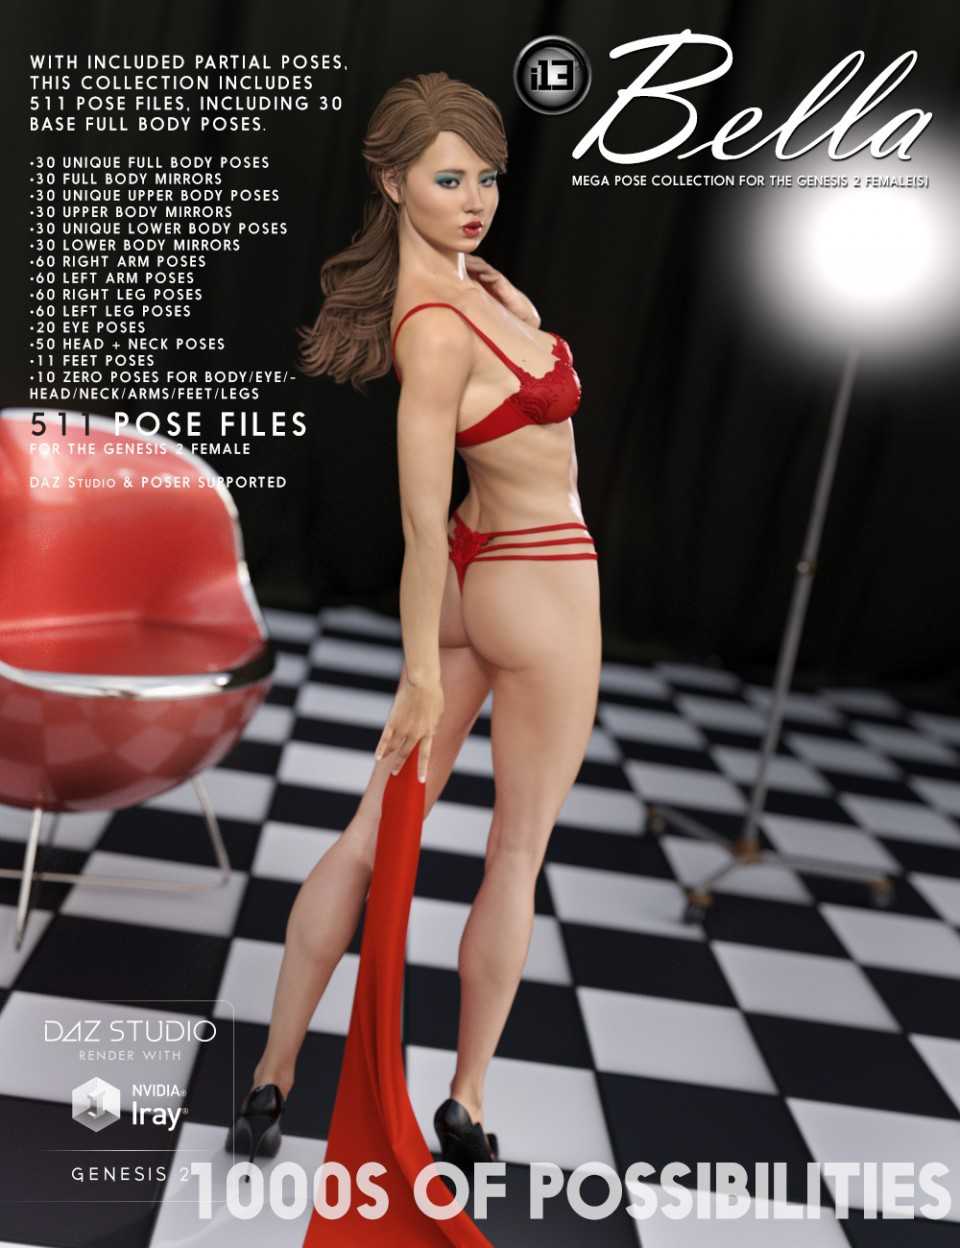 WITH INCLUDED PARTIAL POSES,
THIS COLLECTION INCLUDES
511 POSE FILES, INCLUDING 30
BASE FULL BODY POSES.
•30 UNIQUE FULL BODY POSES
•30 FULL BODY MIRRORS
•30 UNIQUE UPPER BODY POSES
•30 UPPER BODY MIRRORS
•30 UNIQUE LOWER BODY POSES
•30 LOWER BODY MIRRORS
•60 RIGHT ARM POSES
•60 LEFT ARM POSES
•60 RIGHT LEG POSES
•60 LEFT LEG POSES
•20 EYE POSES
•50 HEAD + NECK POSES
•11 FEET POSES
•10 ZERO POSES FOR BODY/EYE/-
HEAD/NECK/ARMS/FEET/LEGS
511 POSE FILES
FOR THE GENESIS 2 FEMALE
DAZ STUDIO & POSER SUPPORTED
i13
Bella
MEGA POSE COLLECTION FOR THE GENESIS 2 FEMALE(S)
DAZ STUDIO
RENDER WITH
NVIDIA®
Iray®
GENESIS 2
1000S OF POSSIBILITIES